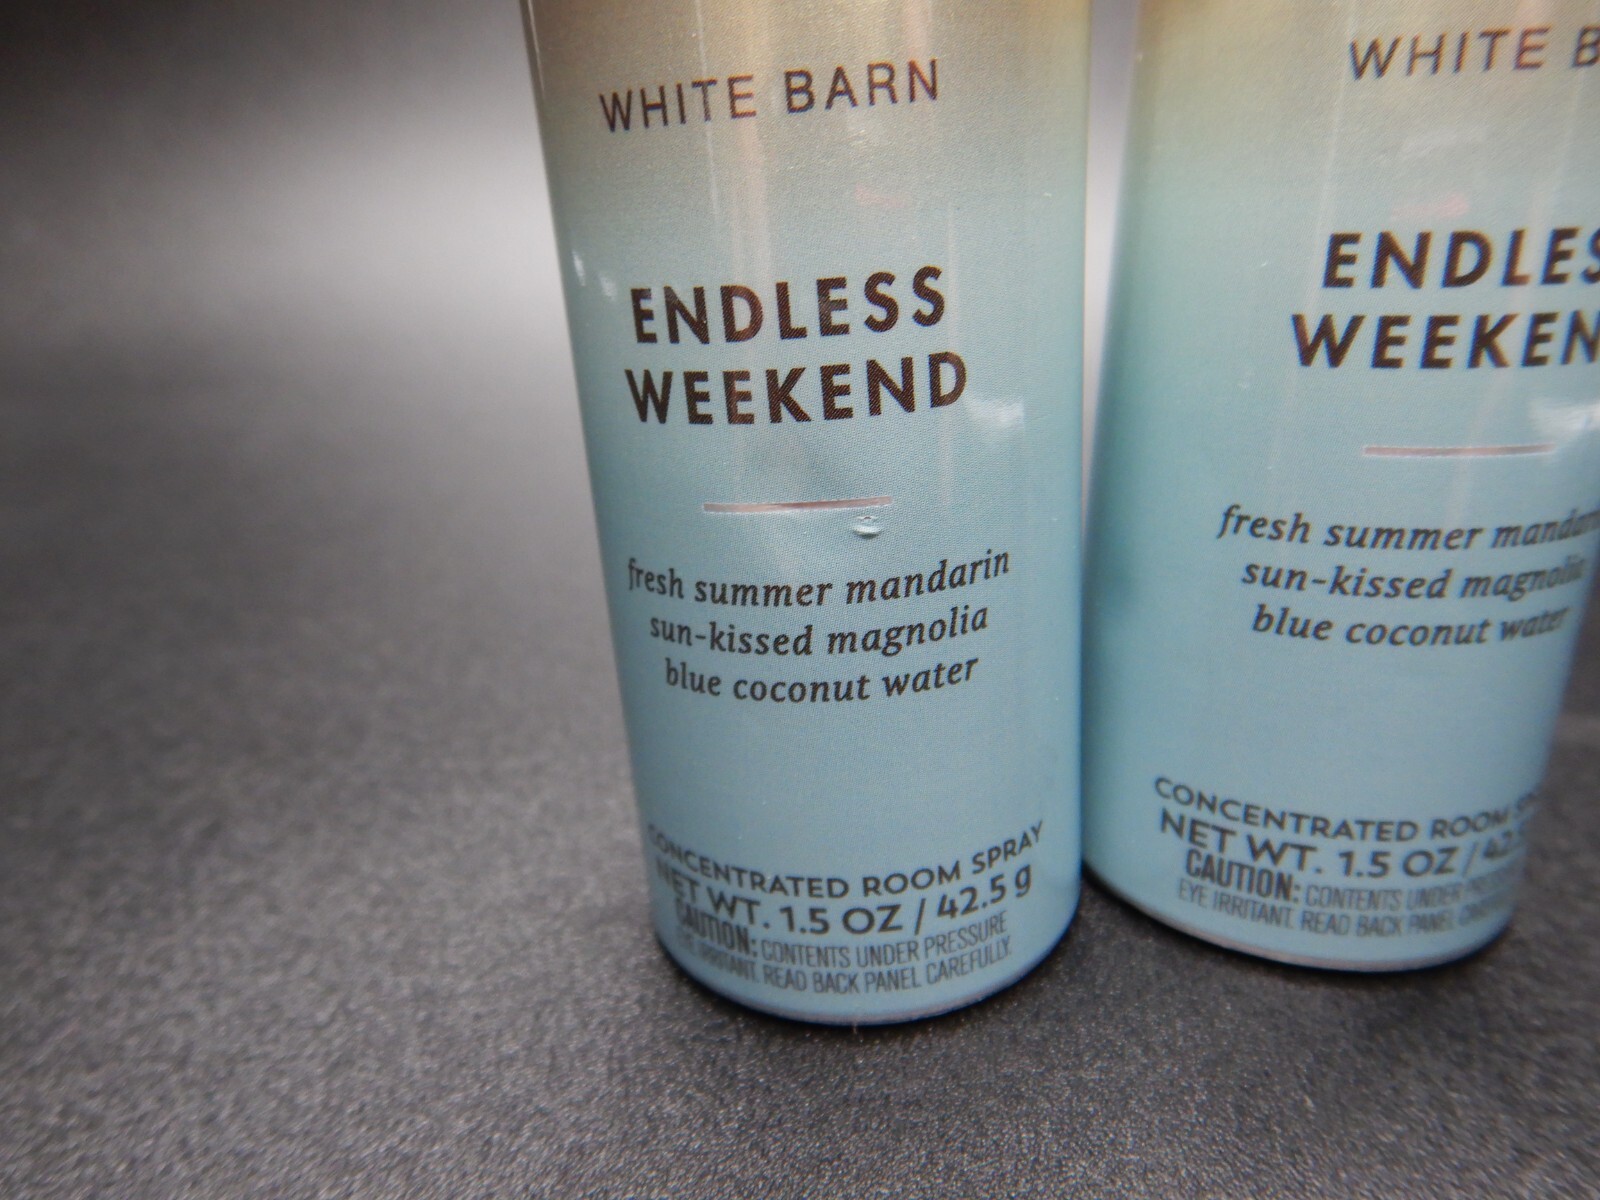 WHITE BARN
ENDLESS
WEEKEND
fresh summer mandarin
sun-kissed magnolia
blue coconut water
CONCENTRATED ROOM SPRAY
NET WT. 1.5 OZ / 42.5 g
CAUTION: CONTENTS UNDER PRESSURE
EYE IRRITANT. READ BACK PANEL CAREFULLY.
WHITE
WEEKEN
fresh summer
sun-kissed magnolia
blue coconut water
CONCENTRATED ROOM
NET WT. 1.5 OZ / 42.5
CAUTION: CONTENTS UNDER
EYE IRRITANT. READ BACK PANEL